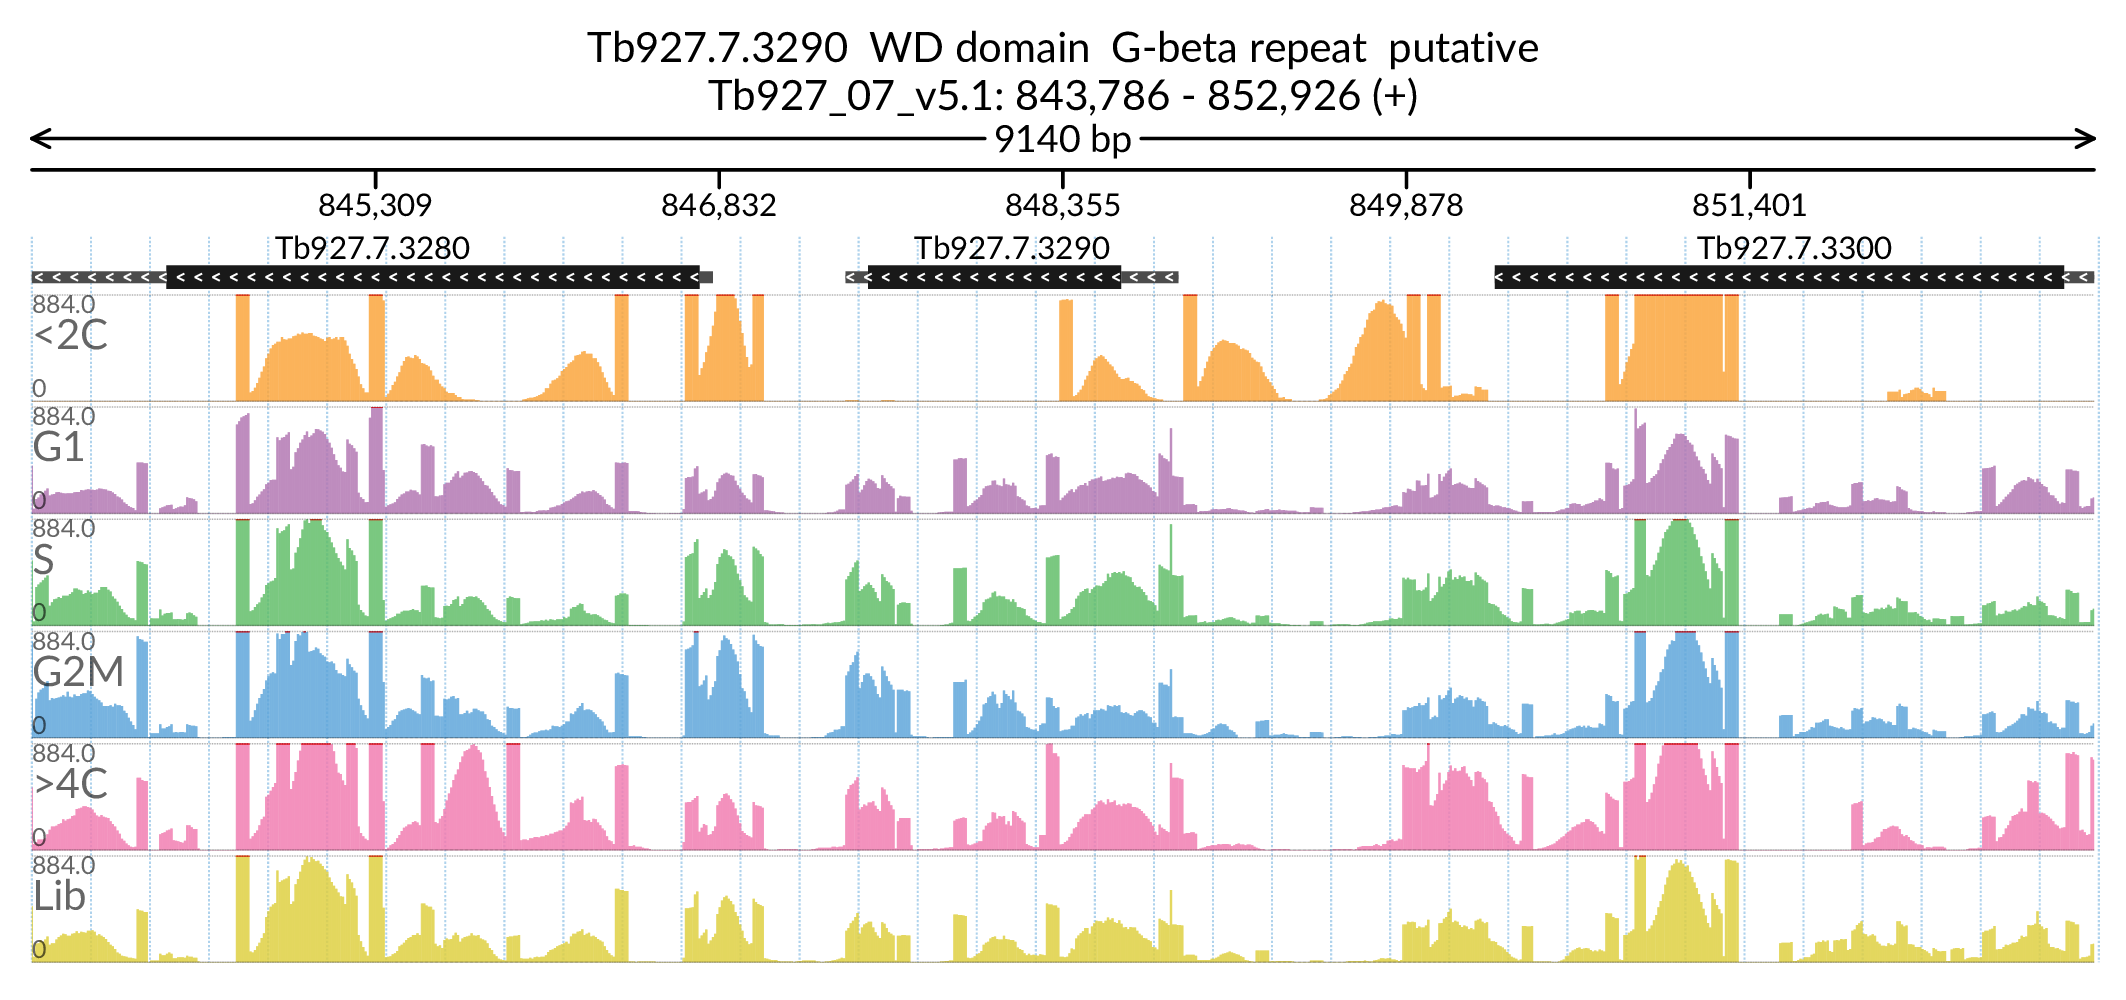 Tb927.7.3290  WD domain  G-beta repeat  putative
Tb927_07_v5.1: 843,786 - 852,926 (+)
9140 bp
845,309 846,832 848,355 849,878 851,401
Tb927.7.3280 Tb927.7.3290 Tb927.7.3300
884.0
<2C
0
884.0
G1
0
884.0
S
0
884.0
G2M
0
884.0
>4C
0
884.0
Lib
0